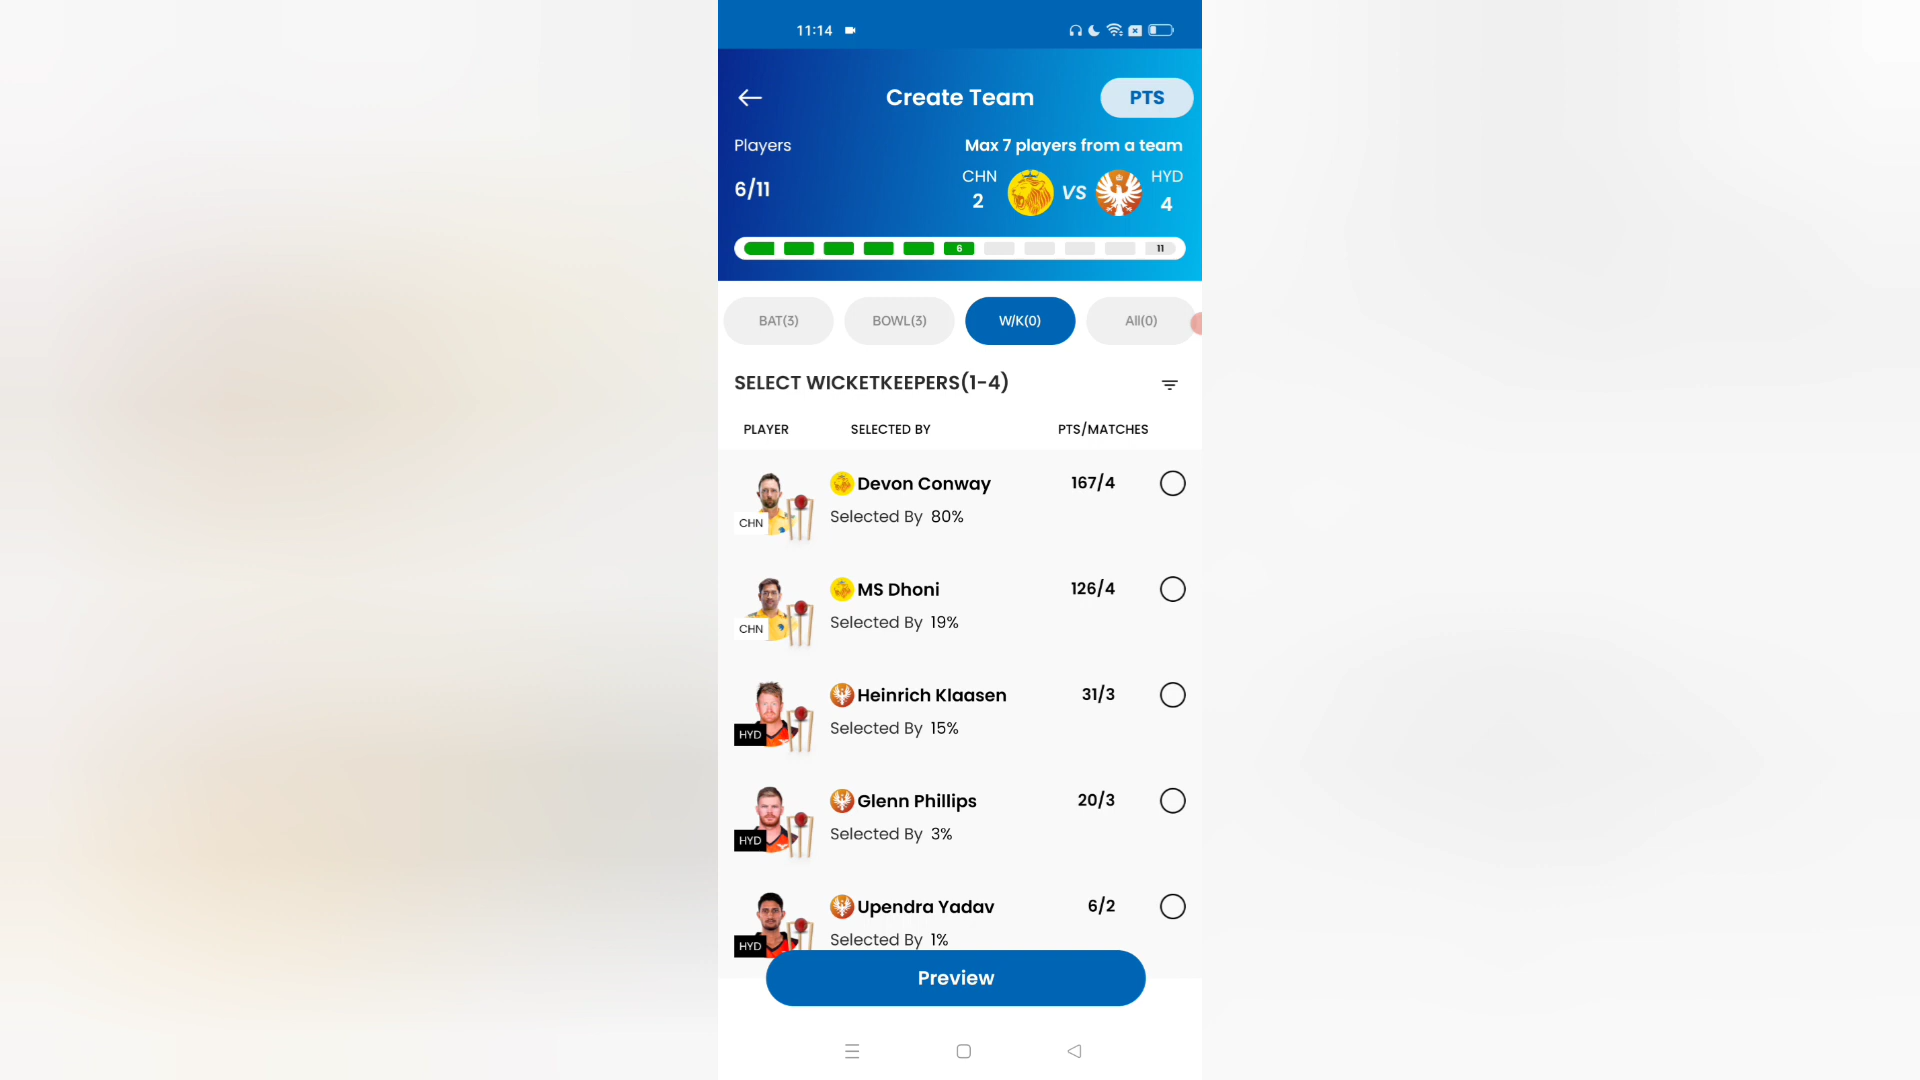 11:14
Create Team
PTS
Players
Max 7 players from a team
6/11
CHN
2
VS
HYD
4
6
11
BAT(3)
BOWL(3)
W/K(0)
All(0)
SELECT WICKETKEEPERS(1-4)
PLAYER
SELECTED BY
PTS/MATCHES
Devon Conway
167/4
CHN
Selected By 80%
MS Dhoni
126/4
CHN
Selected By 19%
Heinrich Klaasen
31/3
HYD
Selected By 15%
Glenn Phillips
20/3
HYD
Selected By 3%
Upendra Yadav
6/2
HYD
Selected By 1%
Preview